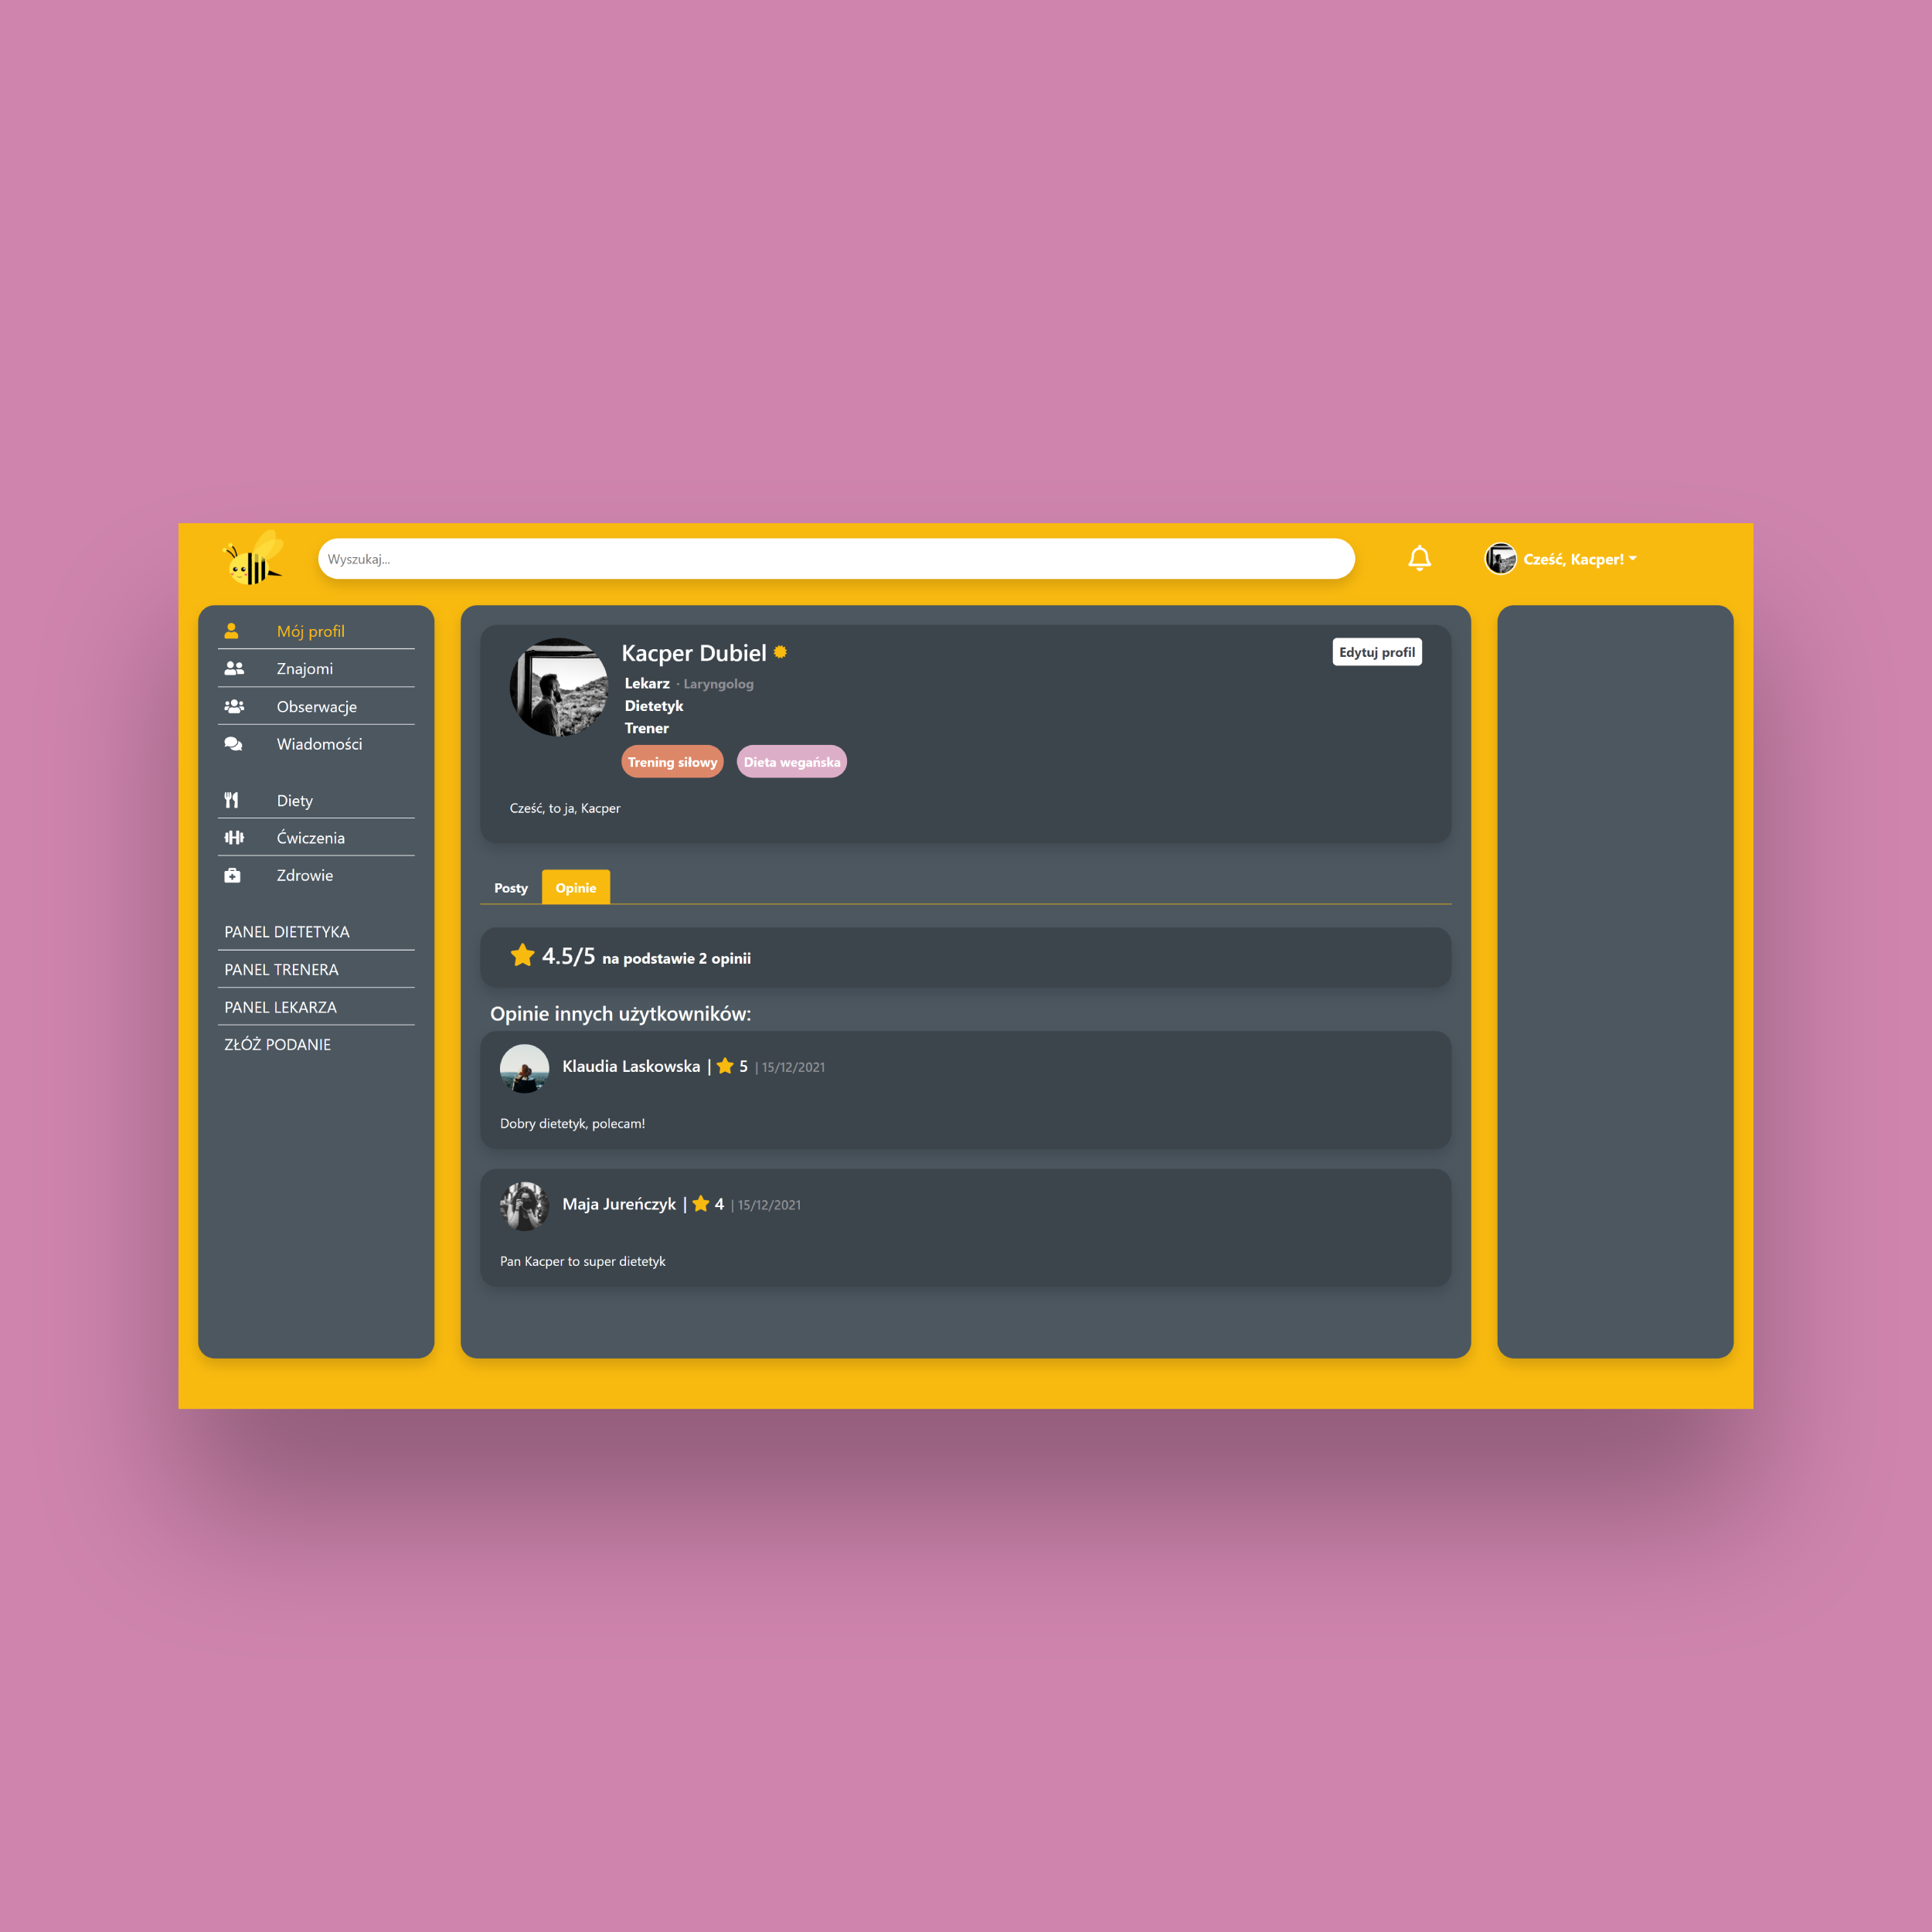 Wyszukaj...
Cześć, Kacper!
Mój profil
Znajomi
Obserwacje
Wiadomości
Diety
Ćwiczenia
Zdrowie
PANEL DIETETYKA
PANEL TRENERA
PANEL LEKARZA
ZŁÓŻ PODANIE
Kacper Dubiel
Edytuj profil
Lekarz · Laryngolog
Dietetyk
Trener
Trening siłowy Dieta wegańska
Cześć, to ja, Kacper
Posty Opinie
4.5/5 na podstawie 2 opinii
Opinie innych użytkowników:
Klaudia Laskowska | 5 | 15/12/2021
Dobry dietetyk, polecam!
Maja Jureńczyk | 4 | 15/12/2021
Pan Kacper to super dietetyk